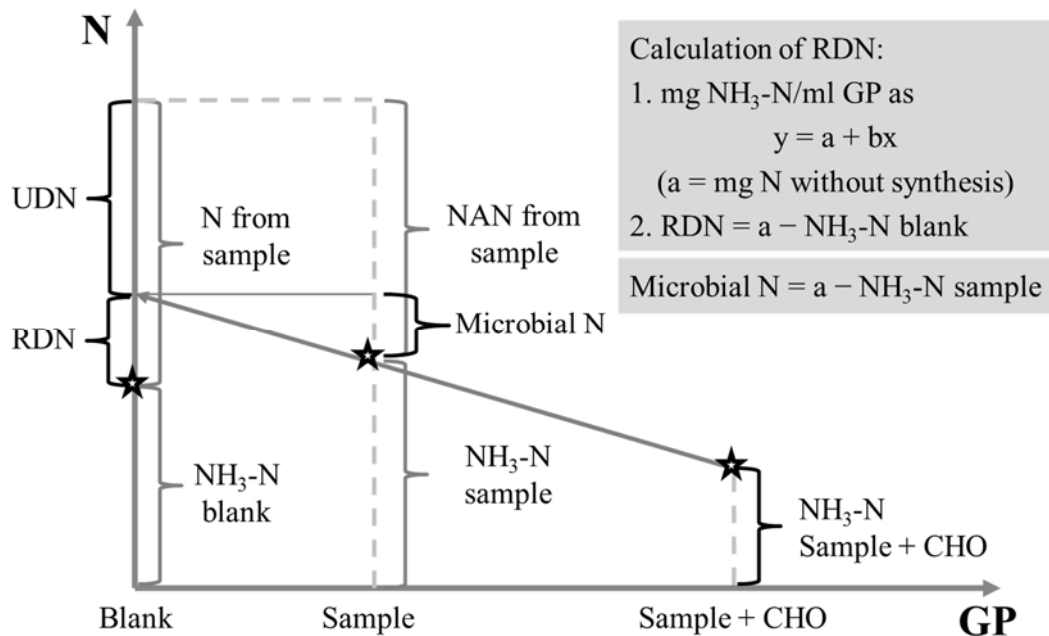 N
UDN
N from
sample
NAN from
sample
RDN
Microbial N
NH₃-N
blank
NH₃-N
sample
NH₃-N
Sample + CHO
Blank
Sample
Sample + CHO
GP
Calculation of RDN:
1. mg NH₃-N/ml GP as
y = a + bx
(a = mg N without synthesis)
2. RDN = a − NH₃-N blank
Microbial N = a − NH₃-N sample